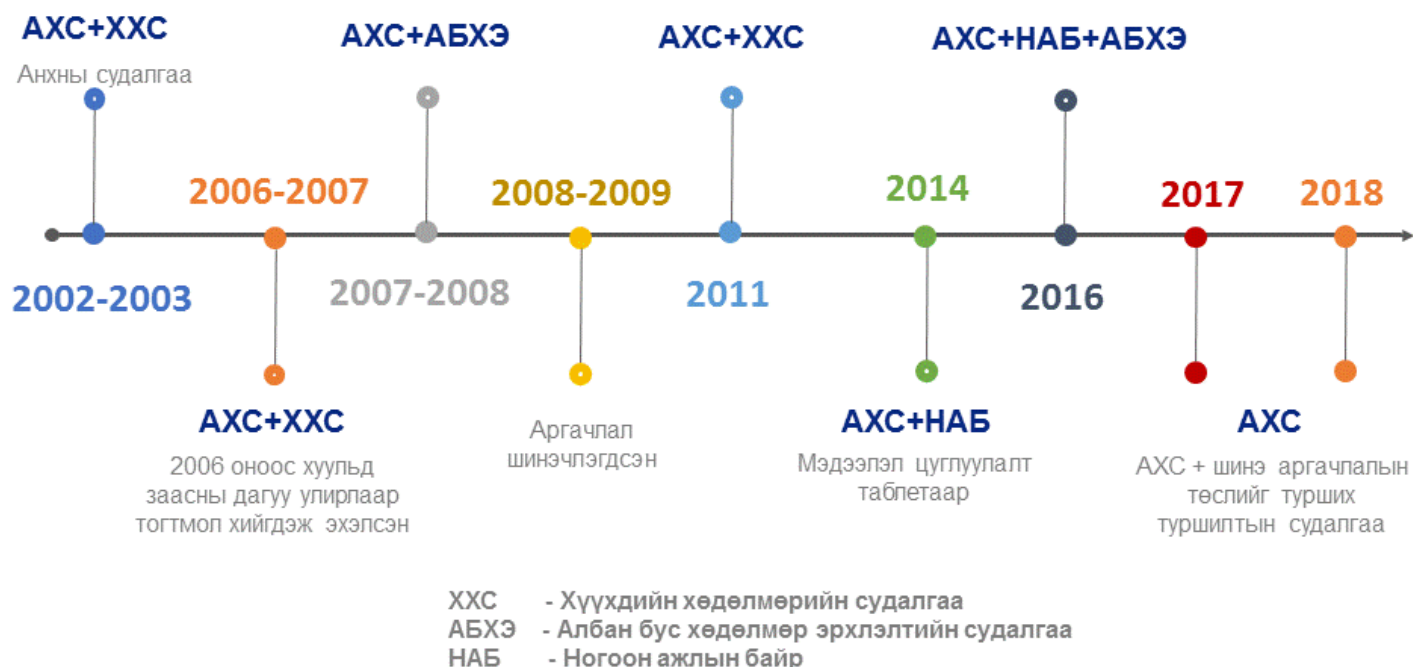 АХС+ХХС
Анхны судалгаа
АХС+АБХЭ
АХС+ХХС
АХС+НАБ+АБХЭ
2006-2007
2008-2009
2014
2017
2018
2002-2003
2007-2008
2011
2016
АХС+ХХС
2006 оноос хуульд
заасны дагуу улирлаар
тогтмол хийгдэж эхэлсэн
Аргачлал
шинэчлэгдсэн
АХС+НАБ
Мэдээлэл цуглуулалт
таблетаар
АХС
АХС + шинэ аргачлалын
төслийг турших
туршилтын судалгаа
ХХС - Хүүхдийн хөдөлмөрийн судалгаа
АБХЭ - Албан бус хөдөлмөр эрхлэлтийн судалгаа
НАБ - Ногоон ажлын байр